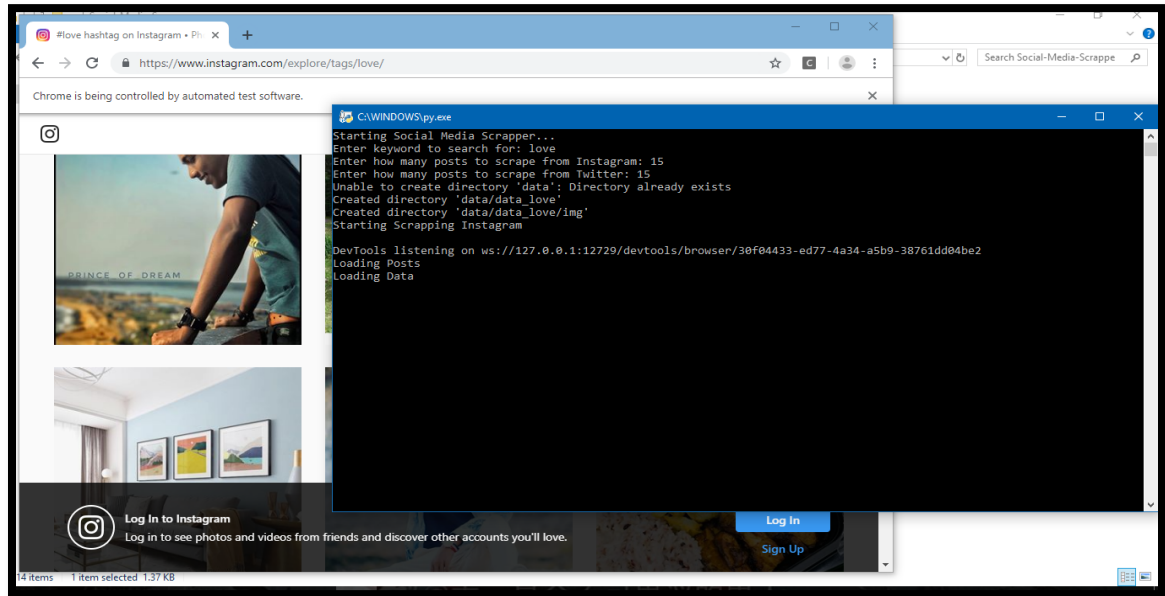 #love hashtag on Instagram • Ph
https://www.instagram.com/explore/tags/love/
C
Search Social-Media-Scrappe
Chrome is being controlled by automated test software.
C:\WINDOWS\py.exe
Starting Social Media Scrapper...
Enter keyword to search for: love
Enter how many posts to scrape from Instagram: 15
Enter how many posts to scrape from Twitter: 15
Unable to create directory 'data': Directory already exists
Created directory 'data/data_love'
Created directory 'data/data_love/img'
Starting Scrapping Instagram
DevTools listening on ws://127.0.0.1:12729/devtools/browser/30f04433-ed77-4a34-a5b9-38761dd04be2
Loading Posts
Loading Data
PRINCE OF DREAM
Log In to Instagram
Log in to see photos and videos from friends and discover other accounts you'll love.
Log In
Sign Up
14 items 1 item selected 1.37 KB